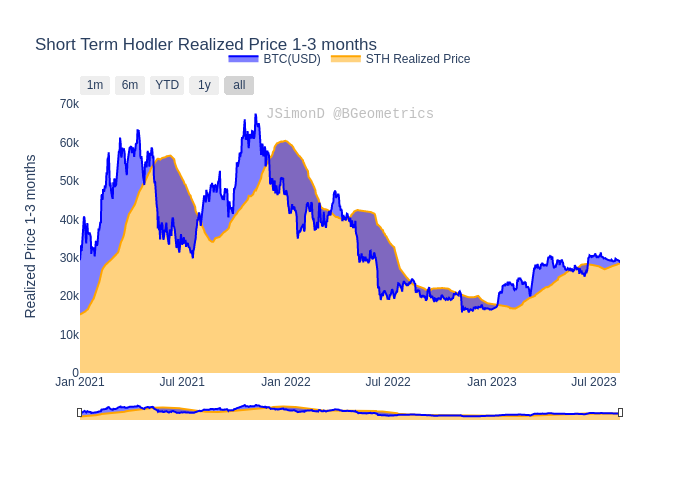 Short Term Hodler Realized Price 1-3 months
BTC(USD) STH Realized Price
1m 6m YTD 1y all
JSimonD @BGeometrics
Realized Price 1-3 months
70k
60k
50k
40k
30k
20k
10k
0
Jan 2021 Jul 2021 Jan 2022 Jul 2022 Jan 2023 Jul 2023